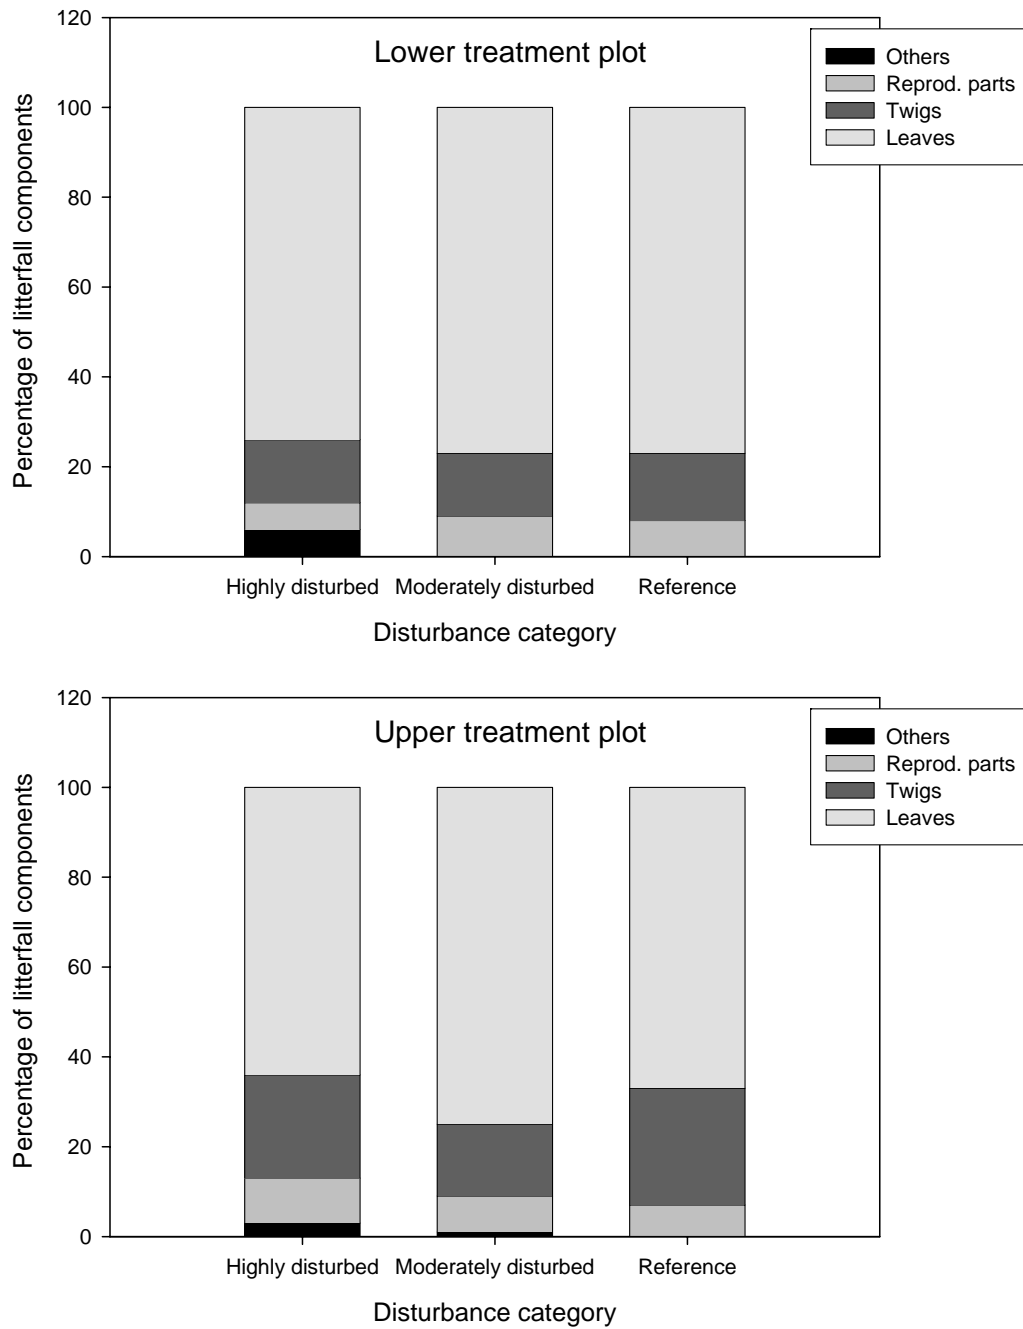 120
Lower treatment plot
Others
Reprod. parts
Twigs
Leaves
100
80
60
40
20
0
Percentage of litterfall components
Highly disturbed Moderately disturbed Reference
Disturbance category
120
Upper treatment plot
Others
Reprod. parts
Twigs
Leaves
100
80
60
40
20
0
Percentage of litterfall components
Highly disturbed Moderately disturbed Reference
Disturbance category